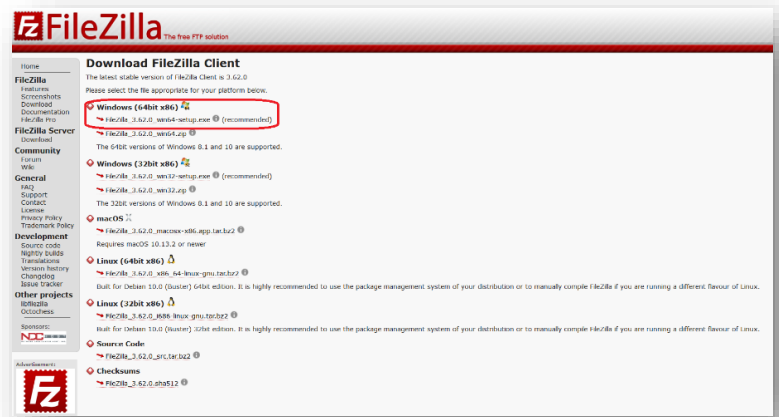 FileZilla The free FTP solution
Home
FileZilla
Features
Screenshots
Download
Documentation
FileZilla Pro
FileZilla Server
Download
Community
Forum
Wiki
General
FAQ
Support
Contact
License
Privacy Policy
Trademark Policy
Development
Source code
Nightly builds
Translations
Version history
Changelog
Issue tracker
Other projects
libfilezilla
Octochess
Sponsors:
Advertisement:
Fz
Download FileZilla Client
The latest stable version of FileZilla Client is 3.62.0
Please select the file appropriate for your platform below.
Windows (64bit x86)
FileZilla_3.62.0_win64-setup.exe (recommended)
FileZilla_3.62.0_win64.zip
The 64bit versions of Windows 8.1 and 10 are supported.
Windows (32bit x86)
FileZilla_3.62.0_win32-setup.exe (recommended)
FileZilla_3.62.0_win32.zip
The 32bit versions of Windows 8.1 and 10 are supported.
macOS
FileZilla_3.62.0_macosx-x86.app.tar.bz2
Requires macOS 10.13.2 or newer
Linux (64bit x86)
FileZilla_3.62.0_x86_64-linux-gnu.tar.bz2
Built for Debian 10.0 (Buster) 64bit edition. It is highly recommended to use the package management system of your distribution or to manually compile FileZilla if you are running a different flavour of Linux.
Linux (32bit x86)
FileZilla_3.62.0_i686-linux-gnu.tar.bz2
Built for Debian 10.0 (Buster) 32bit edition. It is highly recommended to use the package management system of your distribution or to manually compile FileZilla if you are running a different flavour of Linux.
Source Code
FileZilla_3.62.0_src.tar.bz2
Checksums
FileZilla_3.62.0.sha512